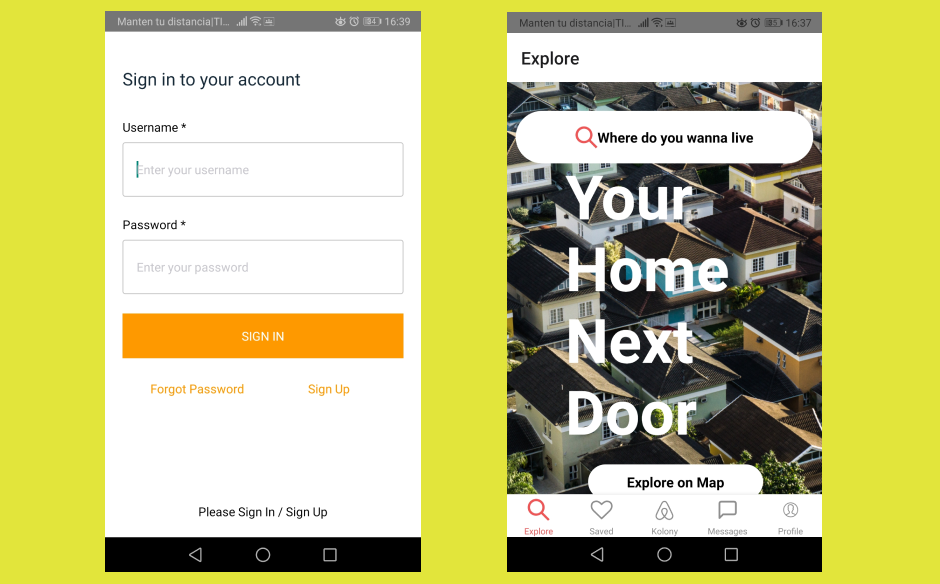 Manten tu distancia|TI... 84 16:39
Sign in to your account
Username *
Enter your username
Password *
Enter your password
SIGN IN
Forgot Password Sign Up
Please Sign In / Sign Up
Manten tu distancia|TI... 85 16:37
Explore
Where do you wanna live
Your
Home
Next
Door
Explore on Map
Explore Saved Kolony Messages Profile